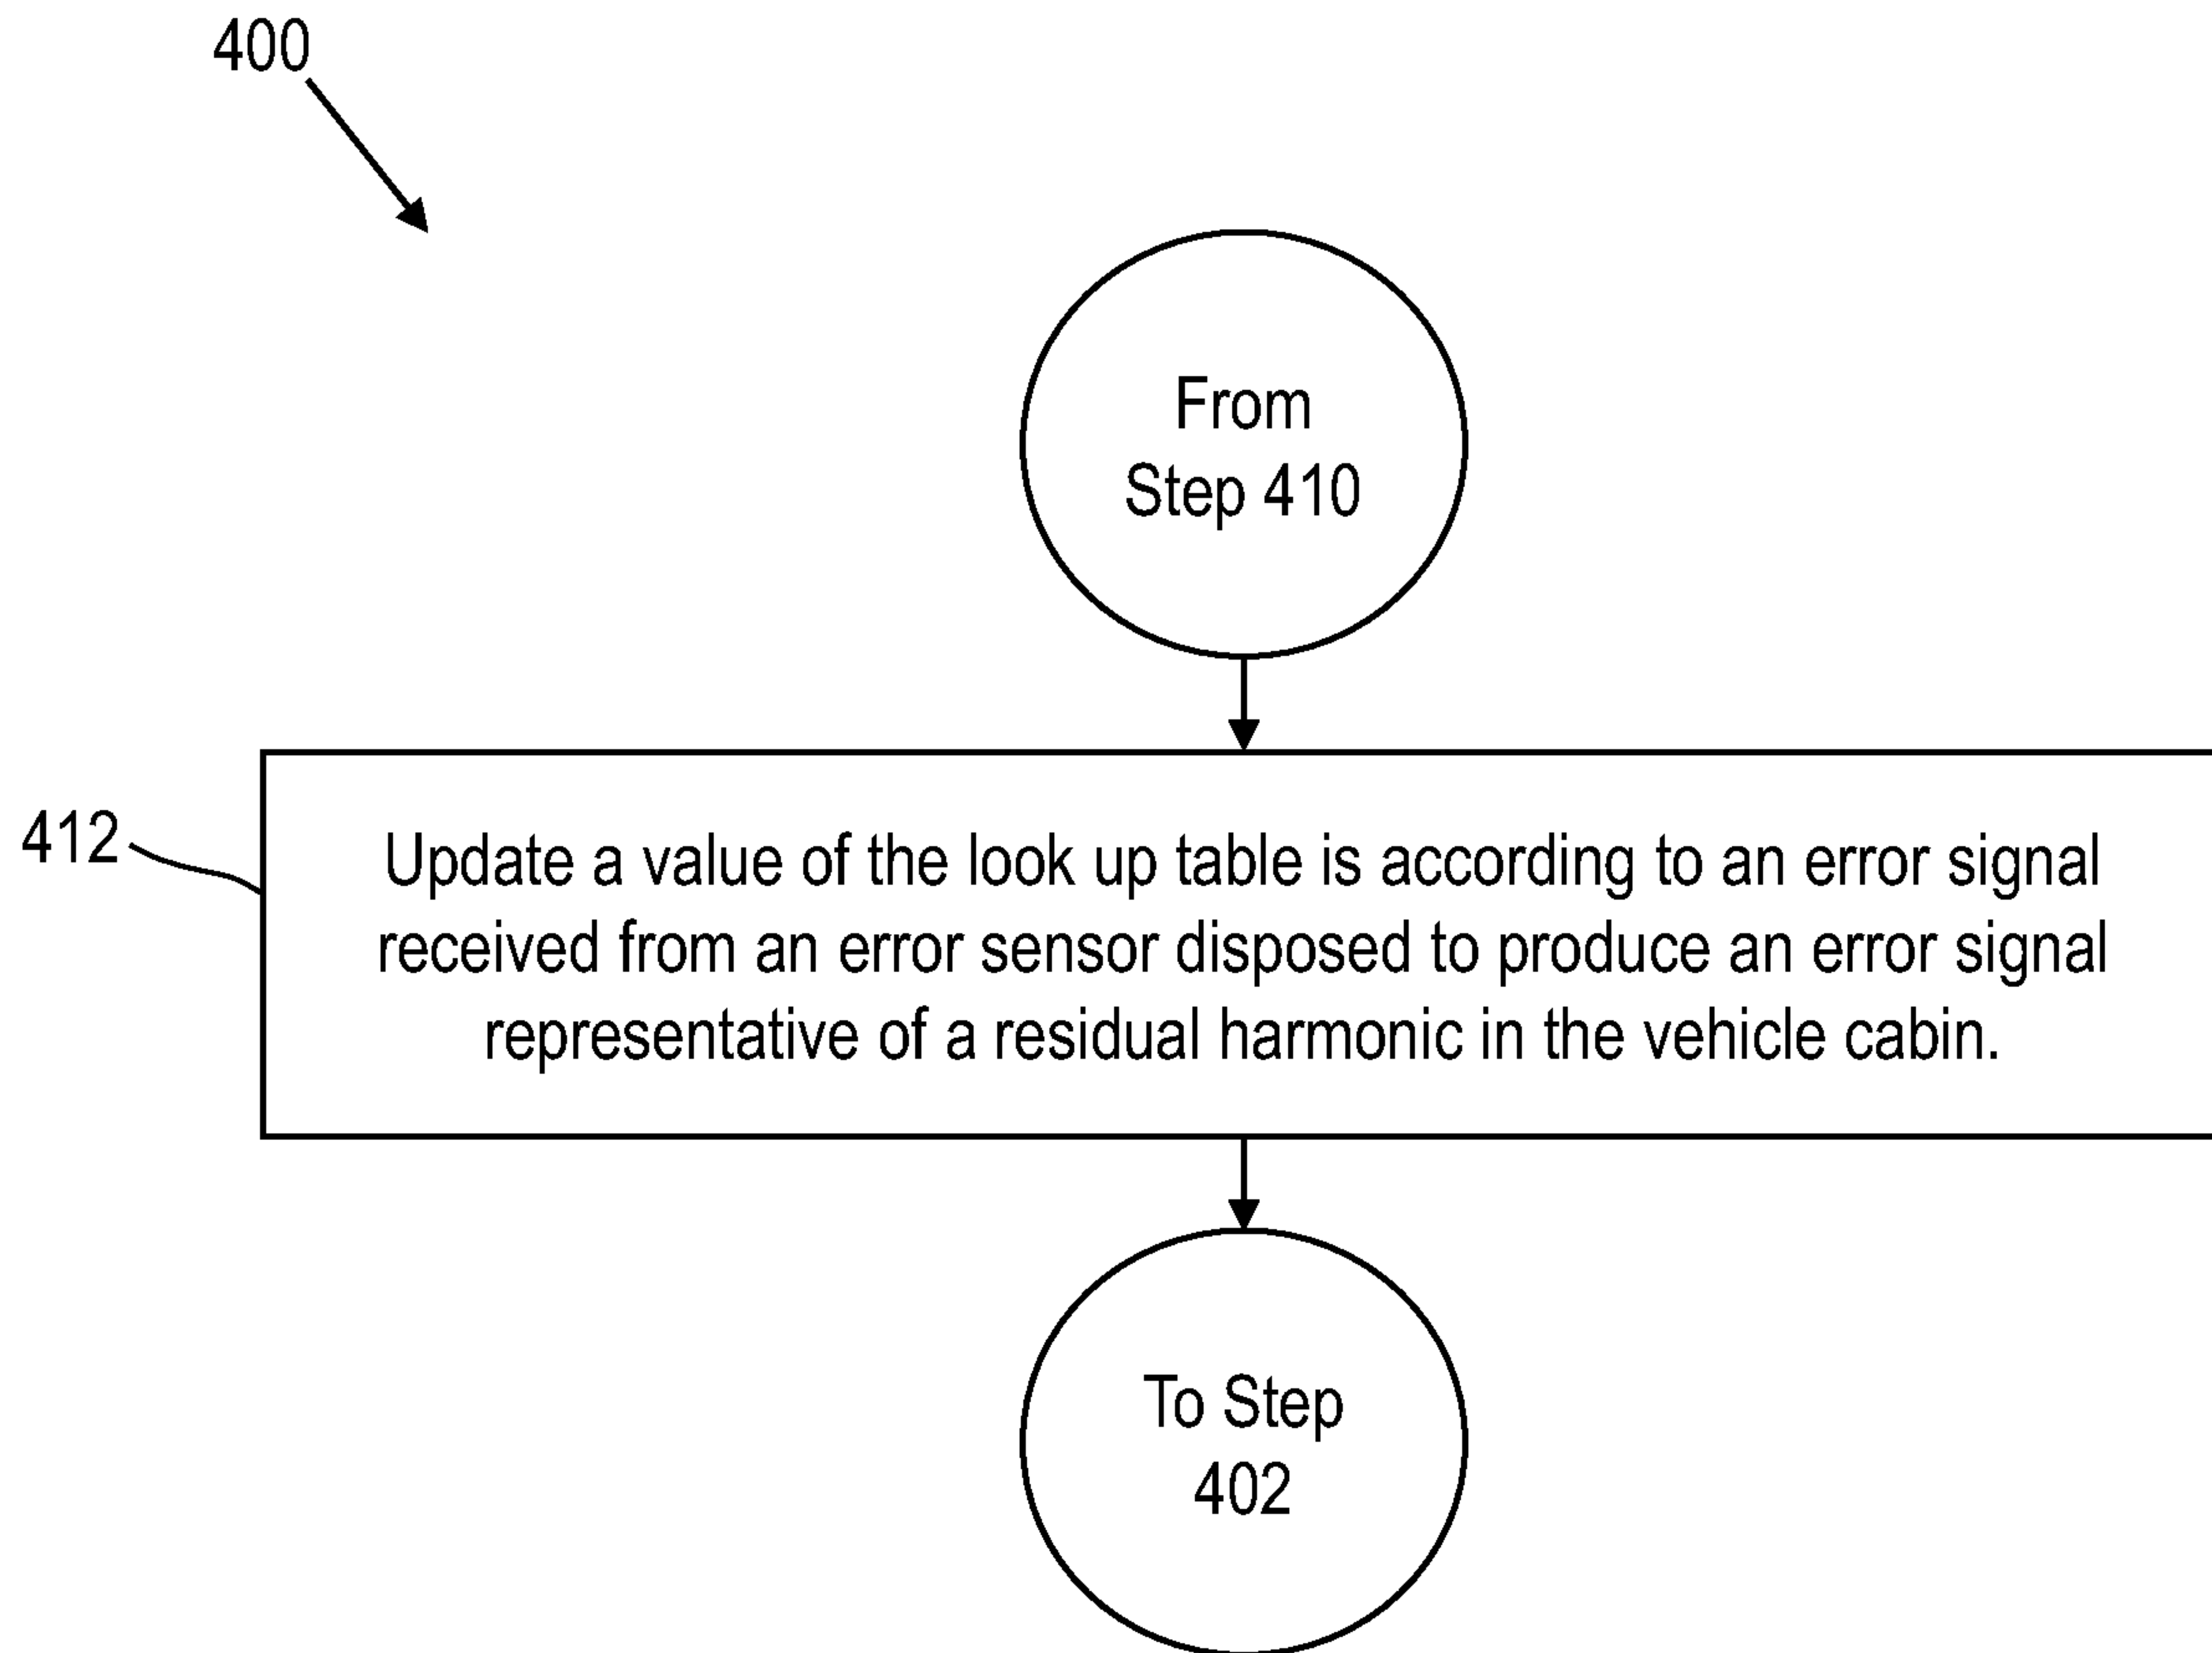 400
From
Step 410
412
Update a value of the look up table is according to an error signal
received from an error sensor disposed to produce an error signal
representative of a residual harmonic in the vehicle cabin.
To Step
402